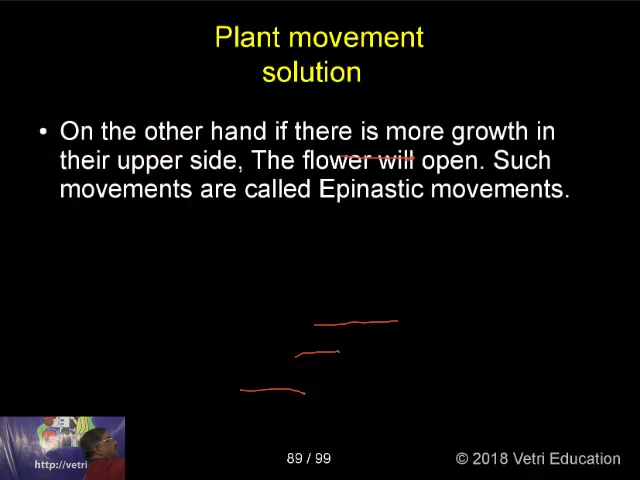 Plant movement
solution
• On the other hand if there is more growth in
their upper side, The flower will open. Such
movements are called Epinastic movements.
http://vetri
89 / 99
© 2018 Vetri Education